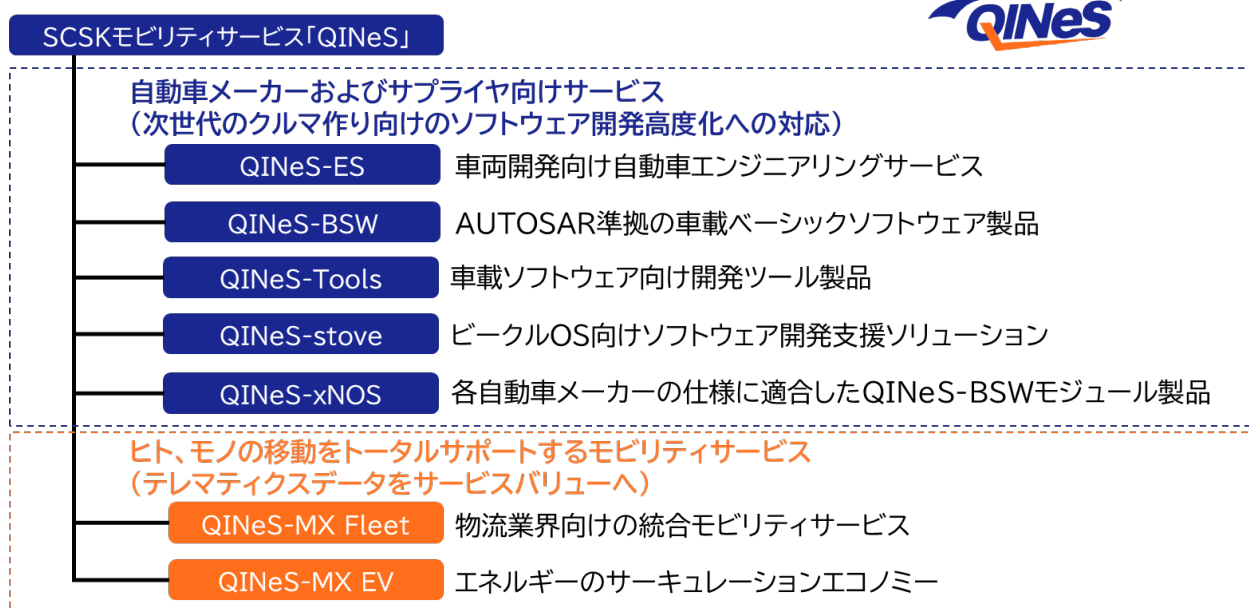 QINeS
SCSKモビリティサービス「QINeS」
自動車メーカーおよびサプライヤ向けサービス
(次世代のクルマ作り向けのソフトウェア開発高度化への対応)
QINeS-ES 車両開発向け自動車エンジニアリングサービス
QINeS-BSW AUTOSAR準拠の車載ベーシックソフトウェア製品
QINeS-Tools 車載ソフトウェア向け開発ツール製品
QINeS-stove ビークルOS向けソフトウェア開発支援ソリューション
QINeS-xNOS 各自動車メーカーの仕様に適合したQINeS-BSWモジュール製品
ヒト、モノの移動をトータルサポートするモビリティサービス
(テレマティクスデータをサービスバリューへ)
QINeS-MX Fleet 物流業界向けの統合モビリティサービス
QINeS-MX EV エネルギーのサーキュレーションエコノミー